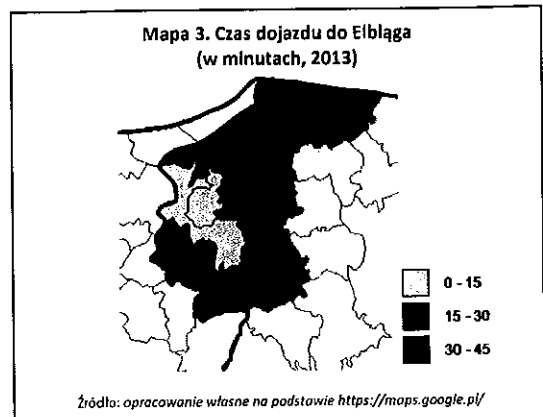 Mapa 3. Czas dojazdu do Elbląga
(w minutach, 2013)
0 - 15
15 - 30
30 - 45
Źródło: opracowanie własne na podstawie https://maps.google.pl/